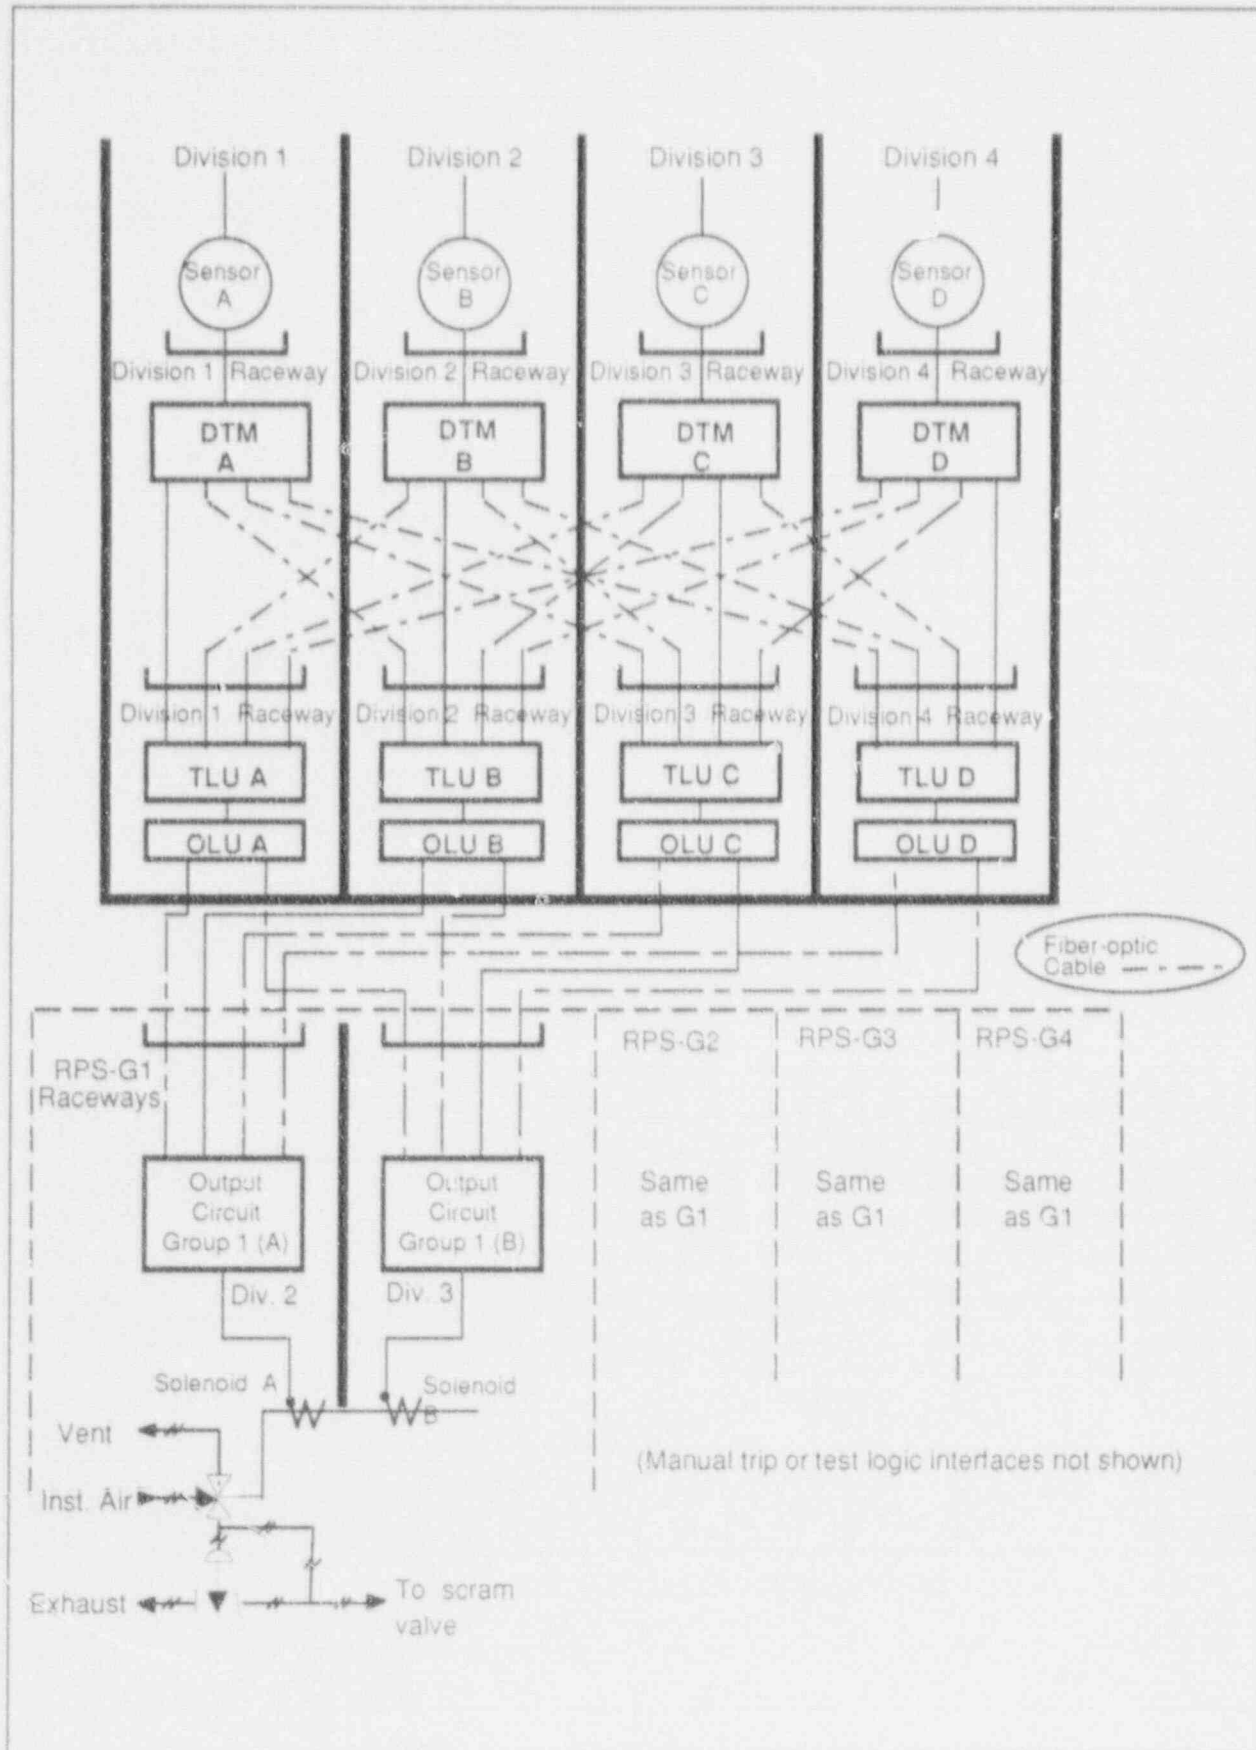 Division 1
Division 2
Division 3
Division 4
Sensor
A
Sensor
B
Sensor
C
Sensor
D
Division 1 Raceway
Division 2 Raceway
Division 3 Raceway
Division 4 Raceway
DTM
A
DTM
B
DTM
C
DTM
D
Division 1 Raceway
Division 2 Raceway
Division 3 Raceway
Division 4 Raceway
TLU A
TLU B
TLU C
TLU D
OLU A
OLU B
OLU C
OLU D
Fiber-optic
Cable
RPS-G1
Raceways
RPS-G2
RPS-G3
RPS-G4
Output
Circuit
Group 1 (A)
Output
Circuit
Group 1 (B)
Same
as G1
Same
as G1
Same
as G1
Div. 2
Div. 3
Solenoid A
Solenoid
B
Vent
Inst. Air
(Manual trip or test logic interfaces not shown)
Exhaust
To scram
valve